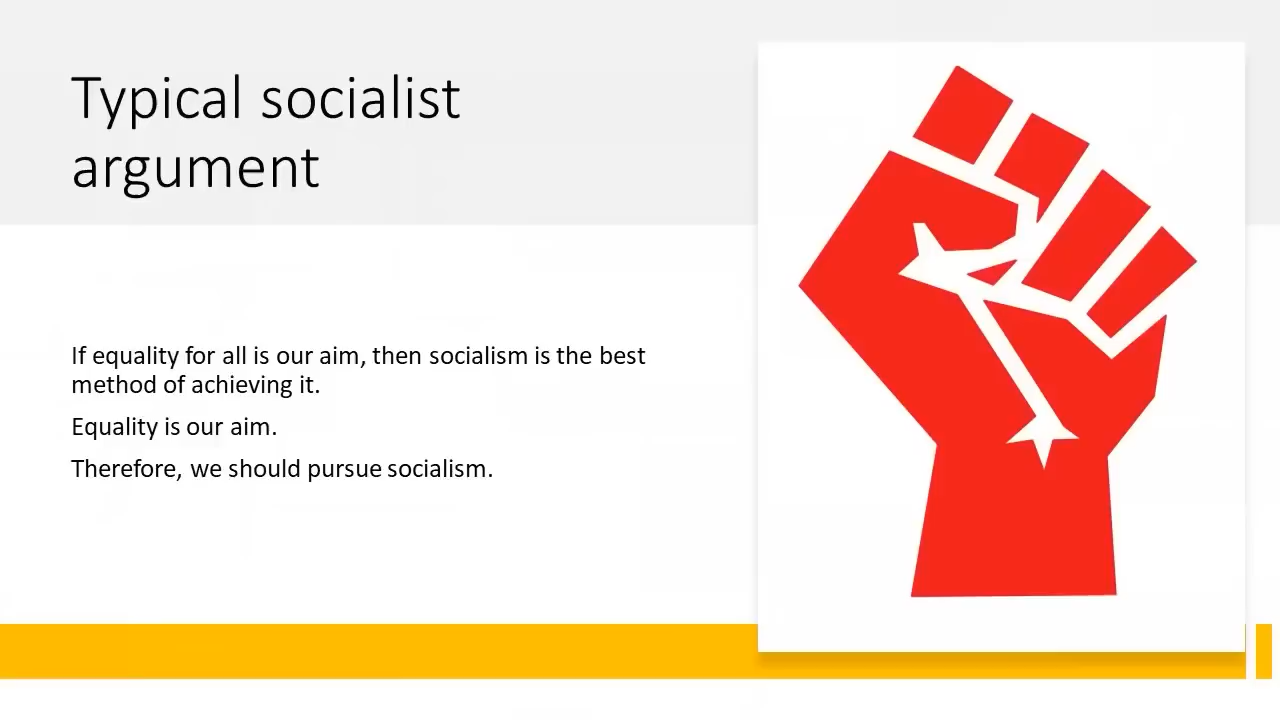 Typical socialist
argument
If equality for all is our aim, then socialism is the best
method of achieving it.
Equality is our aim.
Therefore, we should pursue socialism.